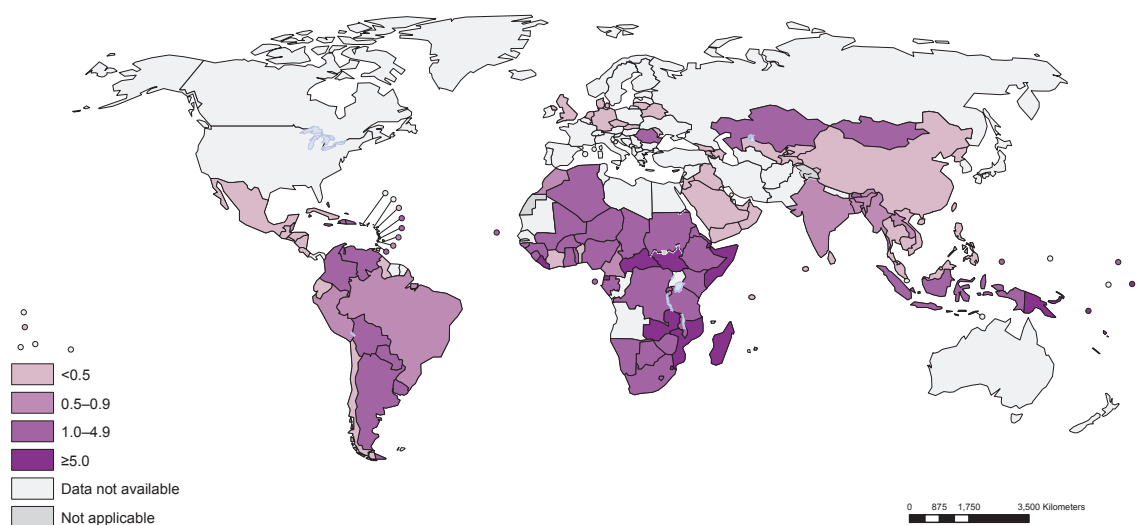 <0.5
0.5–0.9
1.0–4.9
≥5.0
Data not available
Not applicable
0 875 1,750 3,500 Kilometers